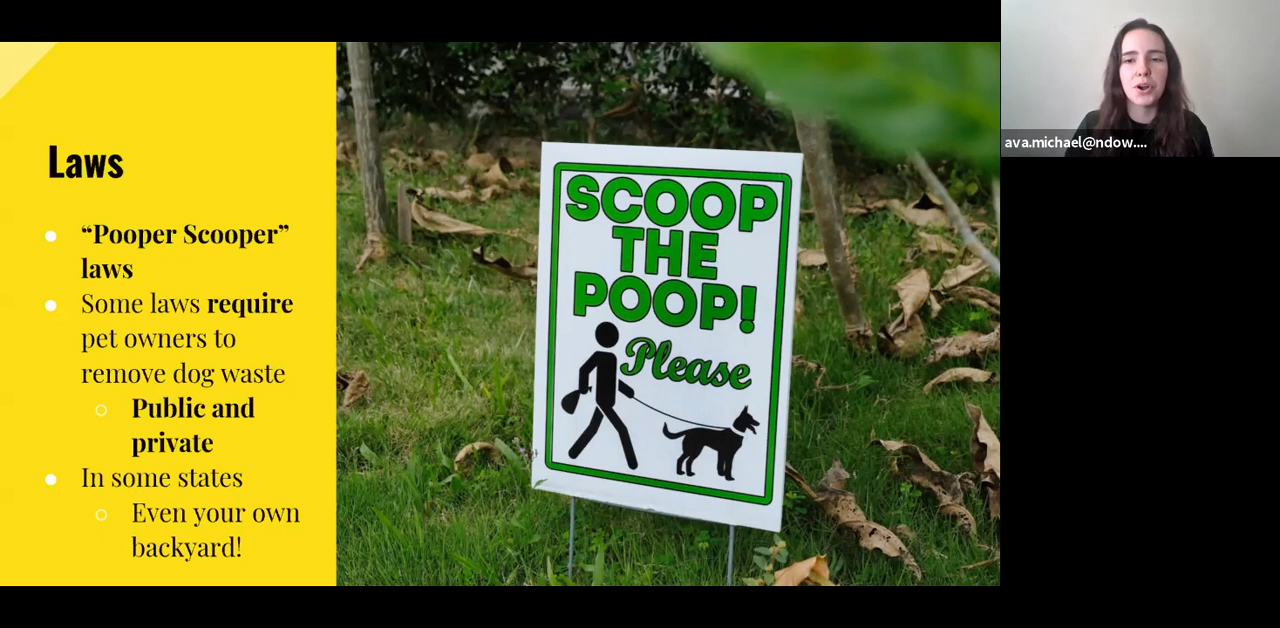 Laws
“Pooper Scooper”
laws
Some laws require
pet owners to
remove dog waste
Public and
private
In some states
Even your own
backyard!
SCOOP
THE
POOP!
Please
ava.michael@ndow....